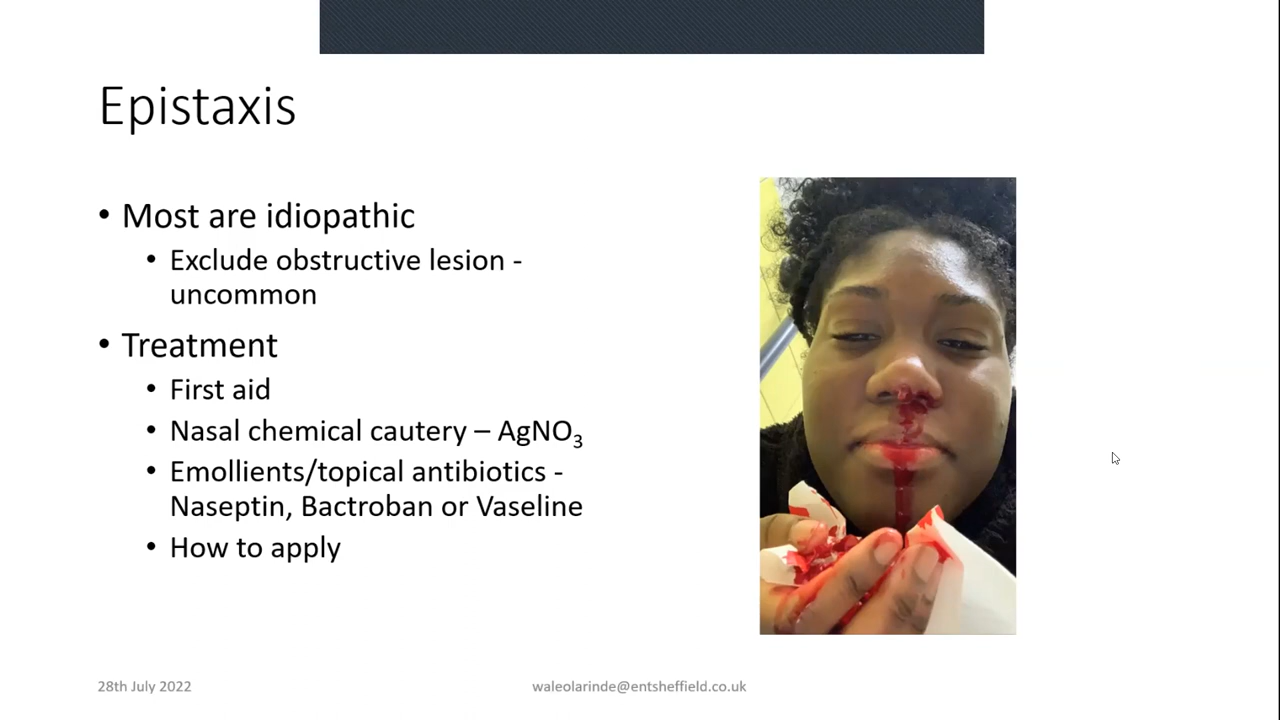 Epistaxis
• Most are idiopathic
• Exclude obstructive lesion -
uncommon
• Treatment
• First aid
• Nasal chemical cautery – AgNO₃
• Emollients/topical antibiotics -
Naseptin, Bactroban or Vaseline
• How to apply
28th July 2022
waleolarinde@entsheffield.co.uk